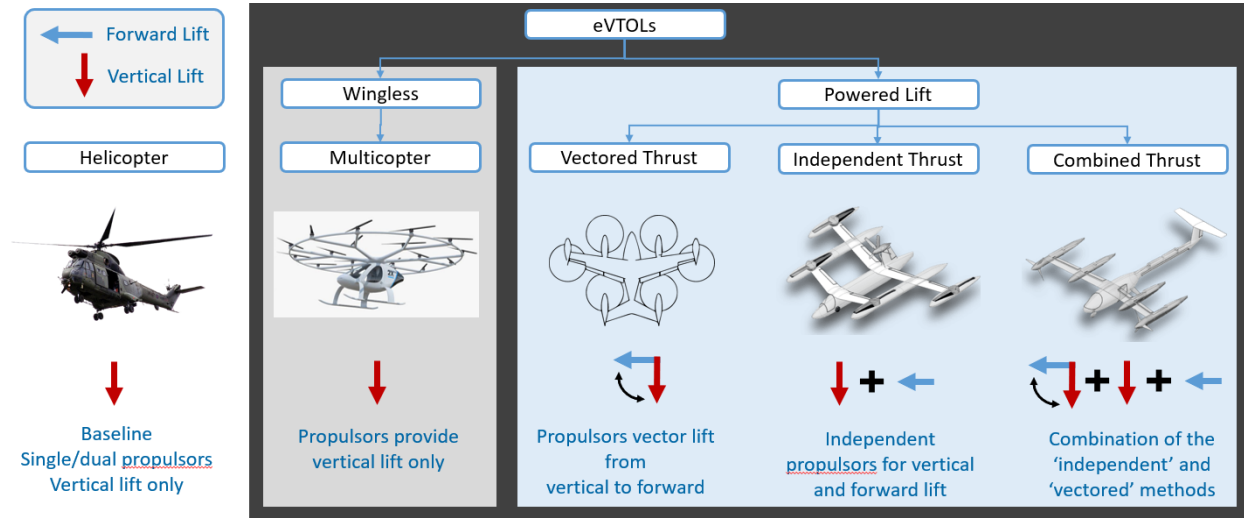 Forward Lift
Vertical Lift
eVTOLs
Wingless
Powered Lift
Helicopter
Multicopter
Vectored Thrust
Independent Thrust
Combined Thrust
Baseline
Single/dual propulsors
Vertical lift only
Propulsors provide
vertical lift only
Propulsors vector lift
from
vertical to forward
Independent
propulsors for vertical
and forward lift
Combination of the
‘independent’ and
‘vectored’ methods